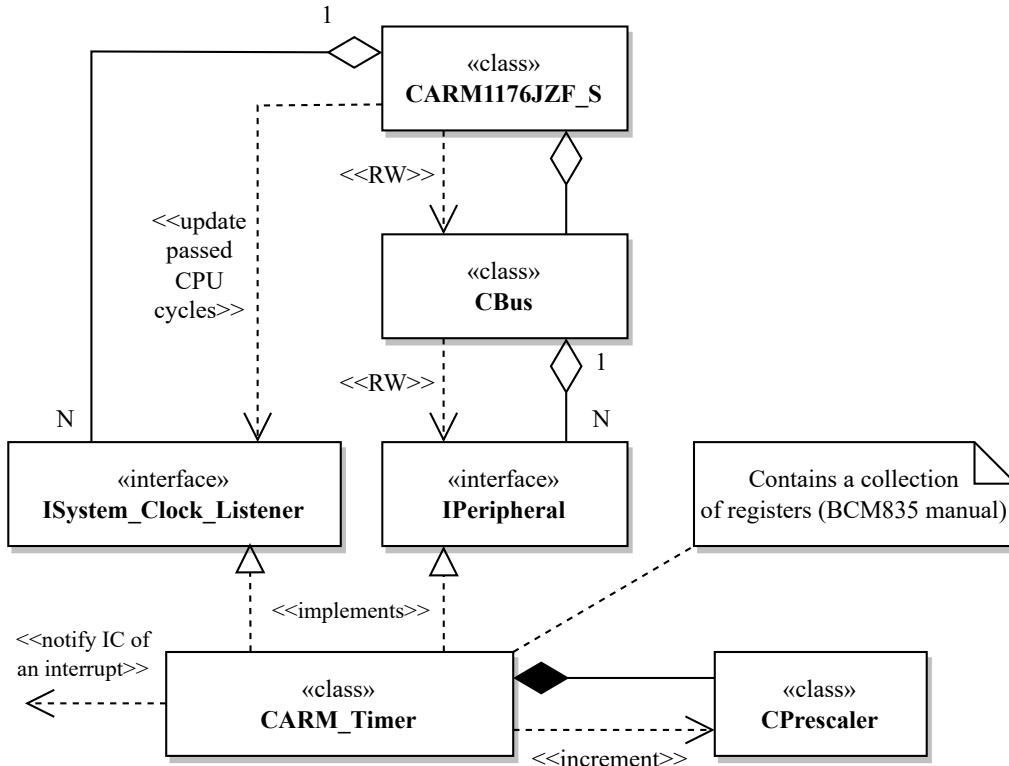 1
«class»
CARM1176JZF_S
<<RW>>
<<update
passed
CPU
cycles>>
«class»
CBus
1
<<RW>>
N
N
«interface»
ISystem_Clock_Listener
«interface»
IPeripheral
Contains a collection
of registers (BCM835 manual)
<<implements>>
<<notify IC of
an interrupt>>
«class»
CARM_Timer
«class»
CPrescaler
<<increment>>